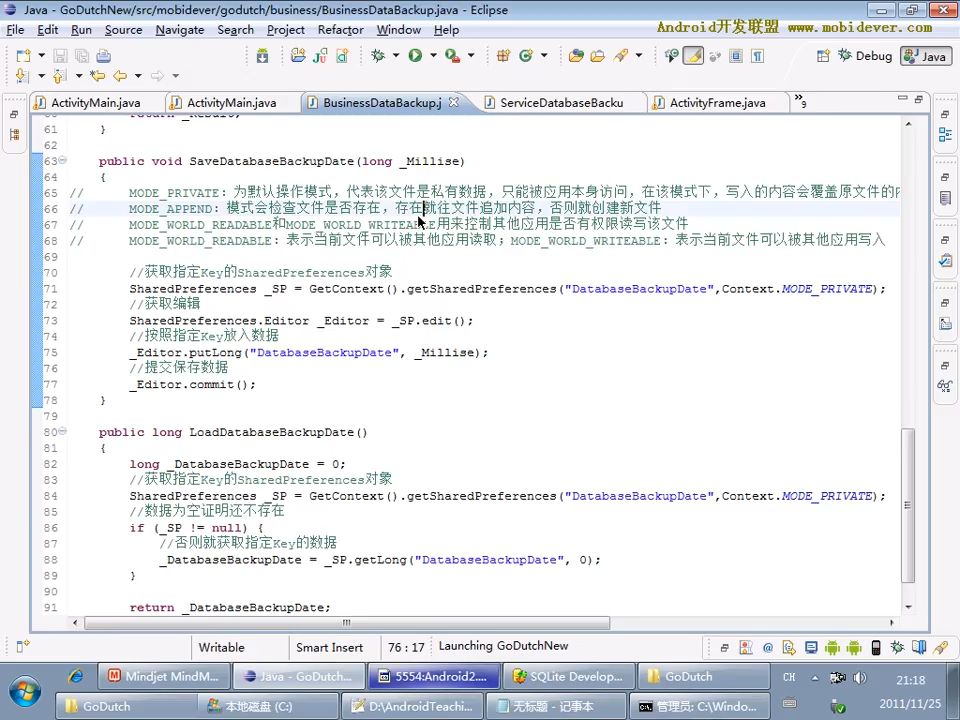 Java - GoDutchNew/src/mobidever/godutch/business/BusinessDataBackup.java - Eclipse
File Edit Source Navigate Search Project Refactor Window Help
Android开发联盟 www.mobidever.com
Debug Java
ActivityMain.java ActivityMain.java BusinessDataBackup.j ServiceDatabaseBacku ActivityFrame.java 9
61 }
62
63 public void SaveDatabaseBackupDate(long _Millise)
64 {
65 // MODE_PRIVATE: 为默认操作模式, 代表该文件是私有数据, 只能被应用本身访问, 在该模式下, 写入的内容会覆盖原文件的
66 // MODE_APPEND: 模式会检查文件是否存在, 存在就往文件追加内容, 否则就创建新文件
67 // MODE_WORLD_READABLE和MODE_WORLD_WRITEABLE用来控制其他应用是否有权限读写该文件
68 // MODE_WORLD_READABLE: 表示当前文件可以被其他应用读取; MODE_WORLD_WRITEABLE: 表示当前文件可以被其他应用写入
69
70 //获取指定Key的SharedPreferences对象
71 SharedPreferences _SP = GetContext().getSharedPreferences("DatabaseBackupDate",Context.MODE_PRIVATE);
72 //获取编辑
73 SharedPreferences.Editor _Editor = _SP.edit();
74 //按照指定Key放入数据
75 _Editor.putLong("DatabaseBackupDate", _Millise);
76 //提交保存数据
77 _Editor.commit();
78 }
79
80 public long LoadDatabaseBackupDate()
81 {
82 long _DatabaseBackupDate = 0;
83 //获取指定Key的SharedPreferences对象
84 SharedPreferences _SP = GetContext().getSharedPreferences("DatabaseBackupDate",Context.MODE_PRIVATE);
85 //数据为空证明还不存在
86 if (_SP != null) {
87 //否则就获取指定Key的数据
88 _DatabaseBackupDate = _SP.getLong("DatabaseBackupDate", 0);
89 }
90
91 return _DatabaseBackupDate;
Writable Smart Insert 76 : 17 Launching GoDutchNew
Mindjet MindM... Java - GoDutch... 5554:Android2.... SQLite Develop... GoDutch CH 21:18
GoDutch 本地磁盘 (C:) D:\AndroidTeachi... 无标题 - 记事本 管理员: C:\Window... 2011/11/25